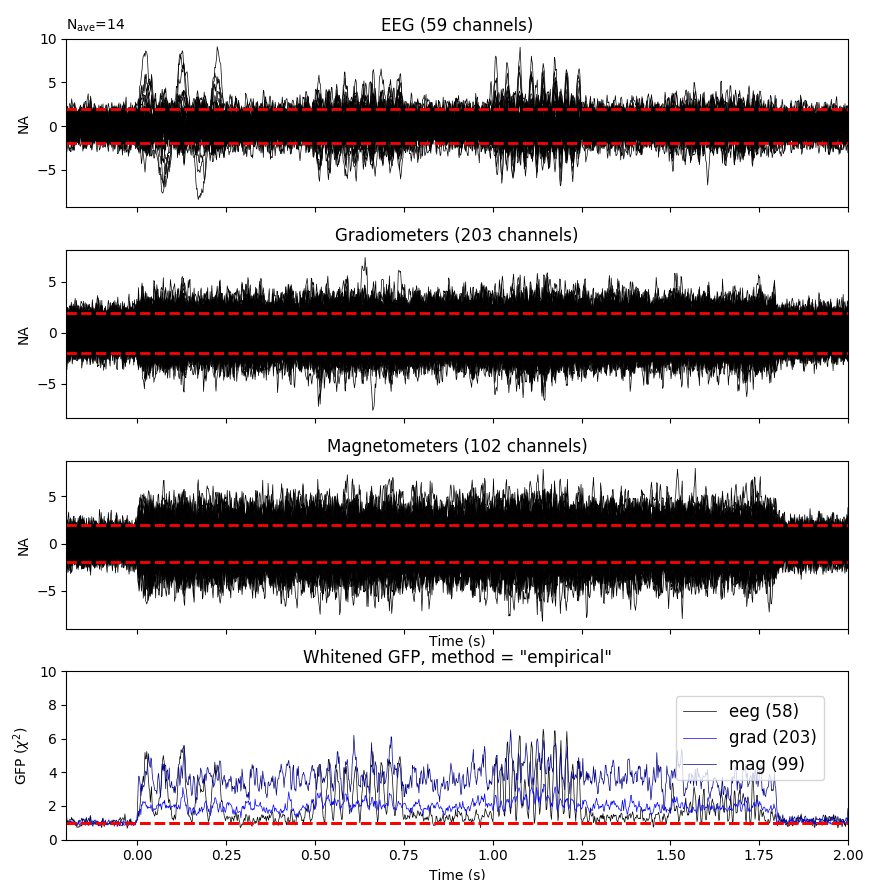 N_ave=14
EEG (59 channels)
10
5
0
−5
NA
Gradiometers (203 channels)
5
0
−5
NA
Magnetometers (102 channels)
5
0
−5
NA
Time (s)
Whitened GFP, method = "empirical"
10
8
6
4
2
0
GFP (χ²)
eeg (58)
grad (203)
mag (99)
0.00 0.25 0.50 0.75 1.00 1.25 1.50 1.75 2.00
Time (s)